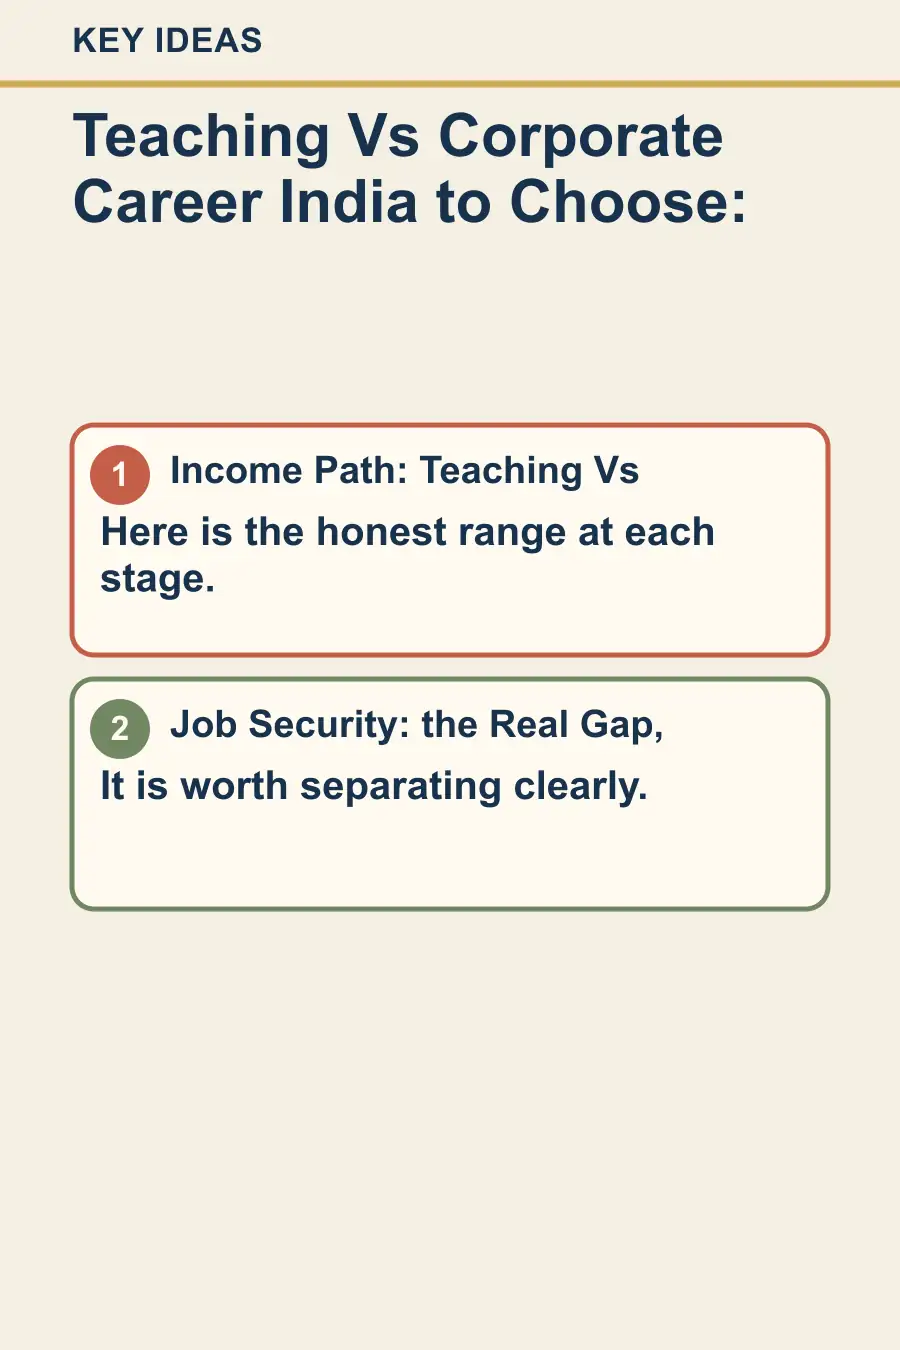 KEY IDEAS
Teaching Vs Corporate
Career India to Choose:
1 Income Path: Teaching Vs
Here is the honest range at each
stage.
2 Job Security: the Real Gap,
It is worth separating clearly.